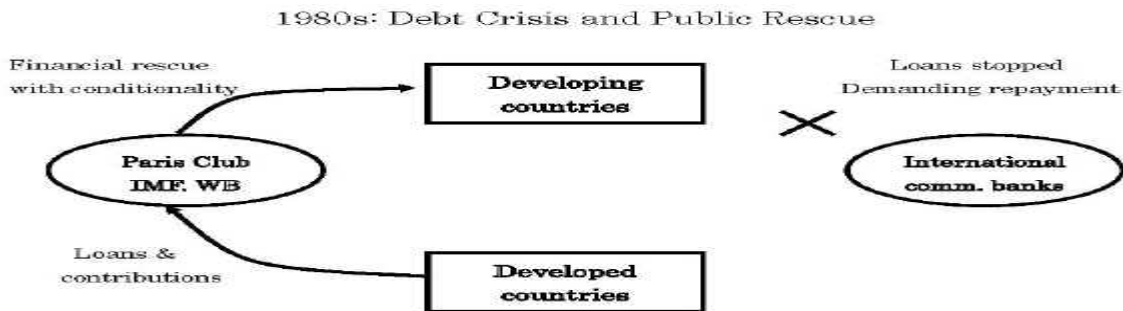 1980s: Debt Crisis and Public Rescue
Financial rescue
with conditionality
Developing
countries
Loans stopped
Demanding repayment
Paris Club
IMF. WB
International
comm. banks
Loans &
contributions
Developed
countries